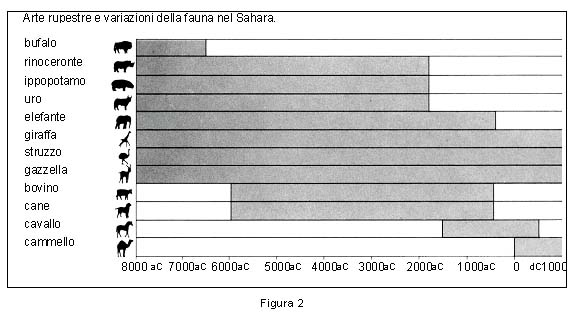 Arte rupestre e variazioni della fauna nel Sahara.
bufalo
rinoceronte
ippopotamo
uro
elefante
giraffa
struzzo
gazzella
bovino
cane
cavallo
cammello
8000 aC 7000aC 6000aC 4000aC 3000aC 2000aC 1000aC 0 dC1000
Figura 2